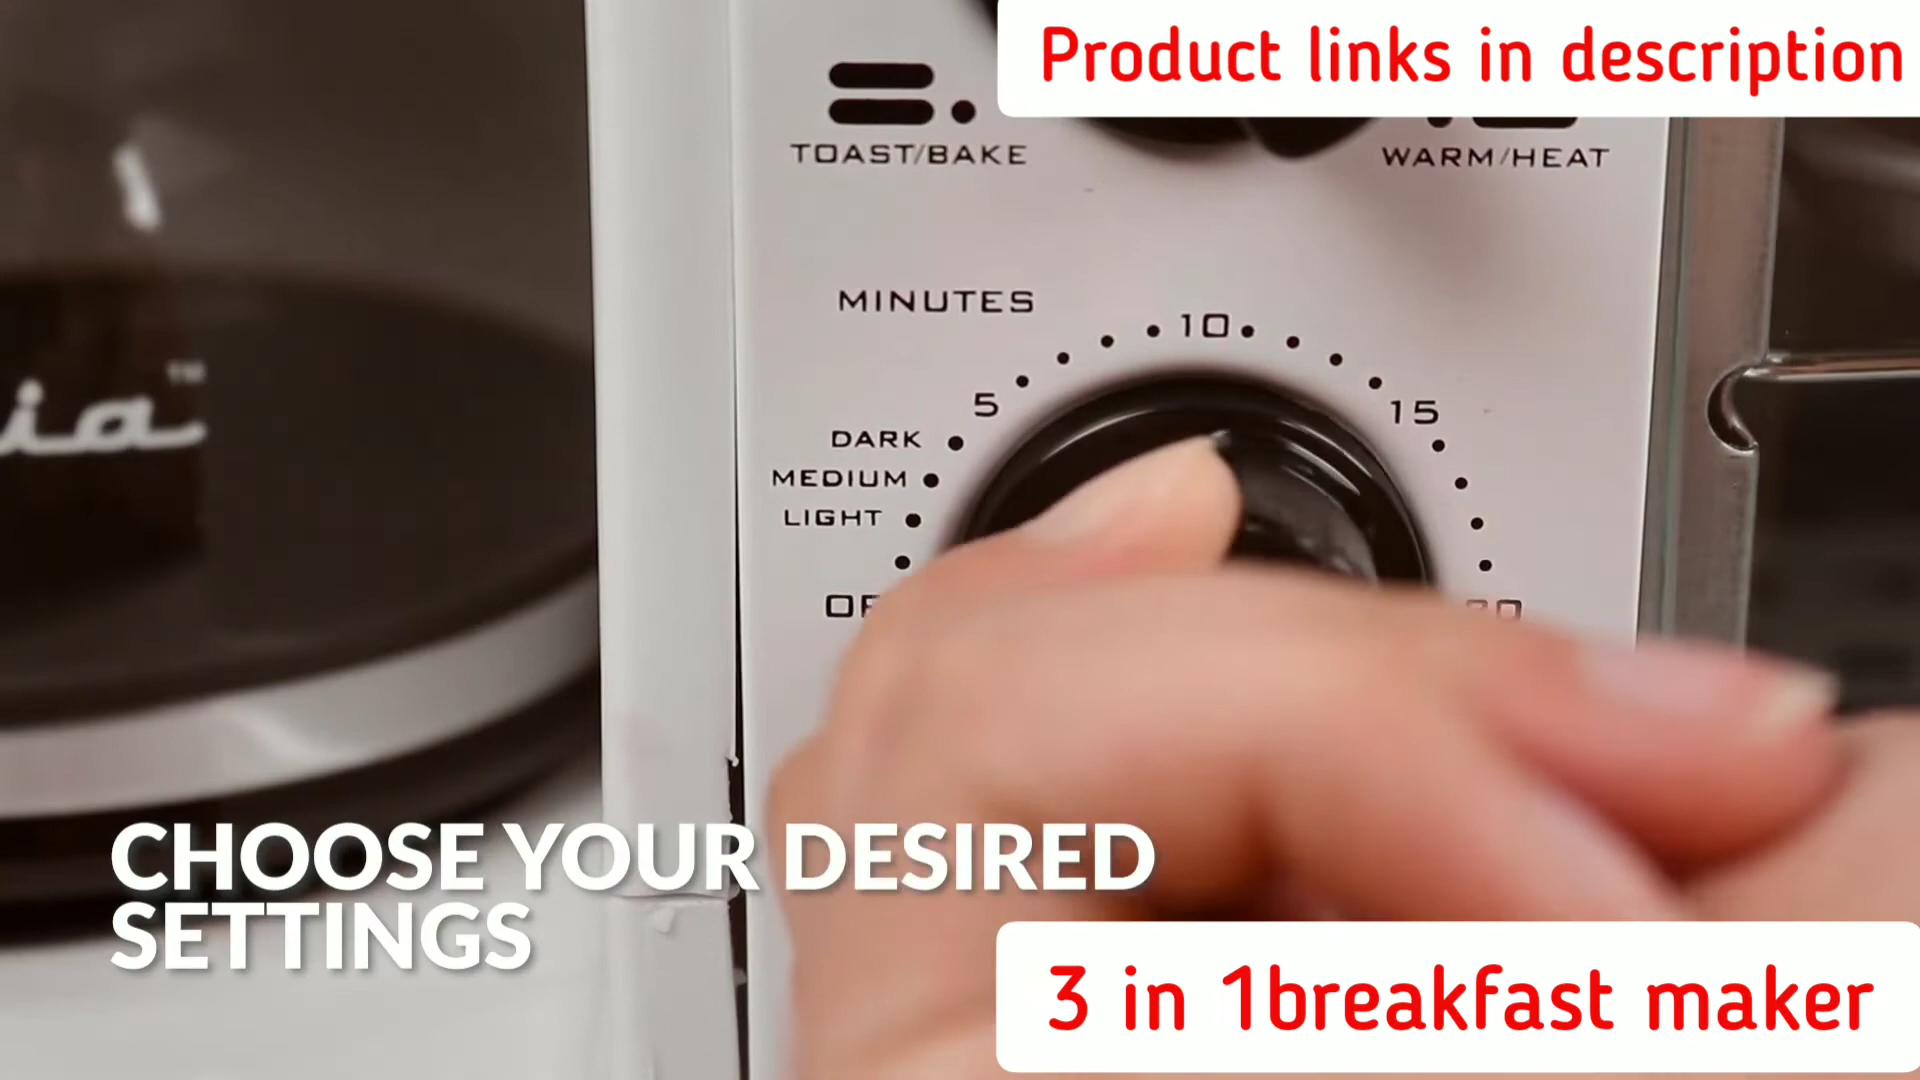 Product links in description
TOAST/BAKE
WARM/HEAT
MINUTES
10
5
15
DARK
MEDIUM
LIGHT
ia™
CHOOSE YOUR DESIRED
SETTINGS
3 in 1breakfast maker